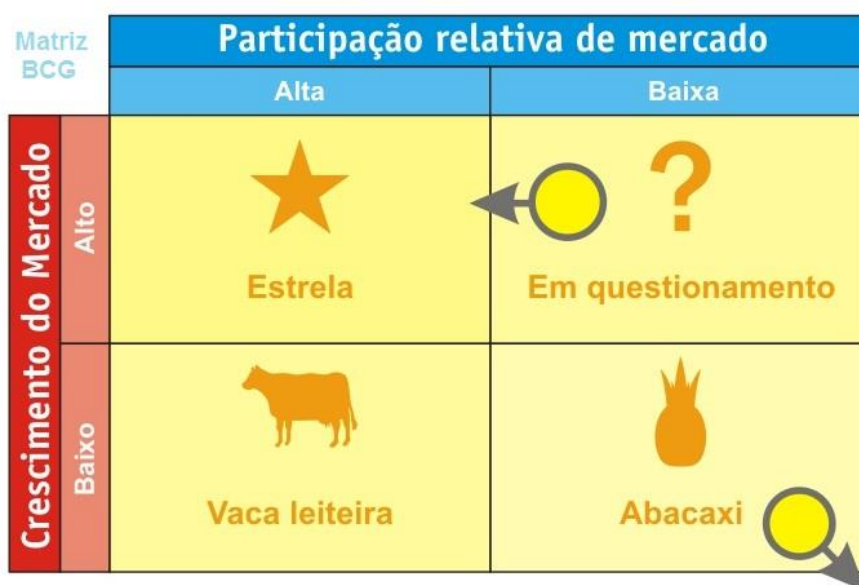 Matriz
BCG
Participação relativa de mercado
Alta
Baixa
Crescimento do Mercado
Alto
?
Estrela
Em questionamento
Baixo
Vaca leiteira
Abacaxi